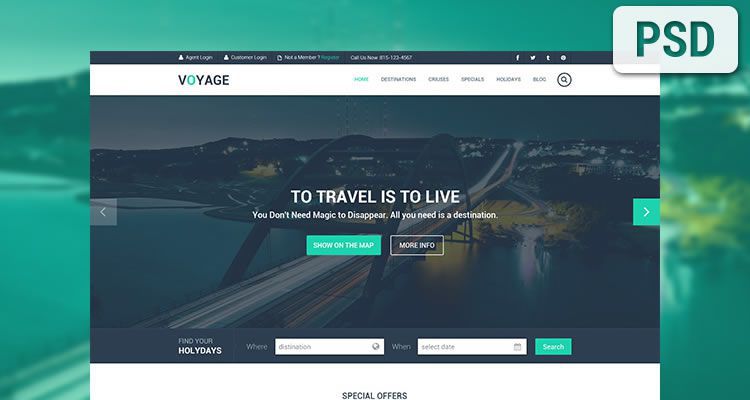 PSD
Agent Login Customer Login Not a Member ? Register Call Us Now :815-123-4567
VOYAGE HOME DESTINATIONS CRIUSES SPECIALS HOLIDAYS BLOG
TO TRAVEL IS TO LIVE
You Don't Need Magic to Disappear. All you need is a destination.
SHOW ON THE MAP MORE INFO
FIND YOUR
HOLYDAYS Where distination When select date Search
SPECIAL OFFERS